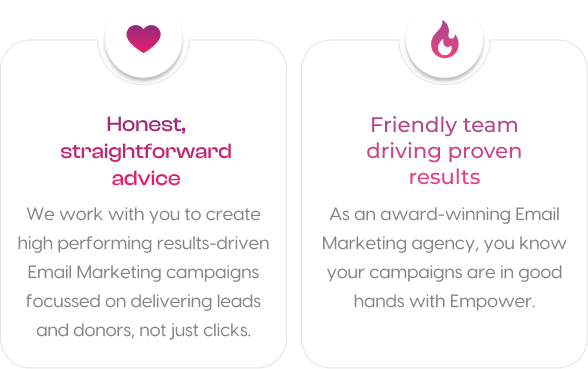 Honest,
straightforward
advice
We work with you to create
high performing results-driven
Email Marketing campaigns
focussed on delivering leads
and donors, not just clicks.
Friendly team
driving proven
results
As an award-winning Email
Marketing agency, you know
your campaigns are in good
hands with Empower.